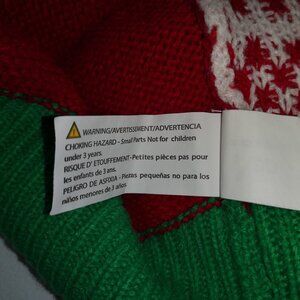 WARNING/AVERTISSEMENT/ADVERTENCIA
CHOKING HAZARD - Small Parts Not for children
under 3 years.
RISQUE D' ETOUFFEMENT-Petites pièces pas pour
les enfants de 3 ans.
PELIGRO DE ASFIXIA - Piezas pequeñas no para los
niños menores de 3 años.